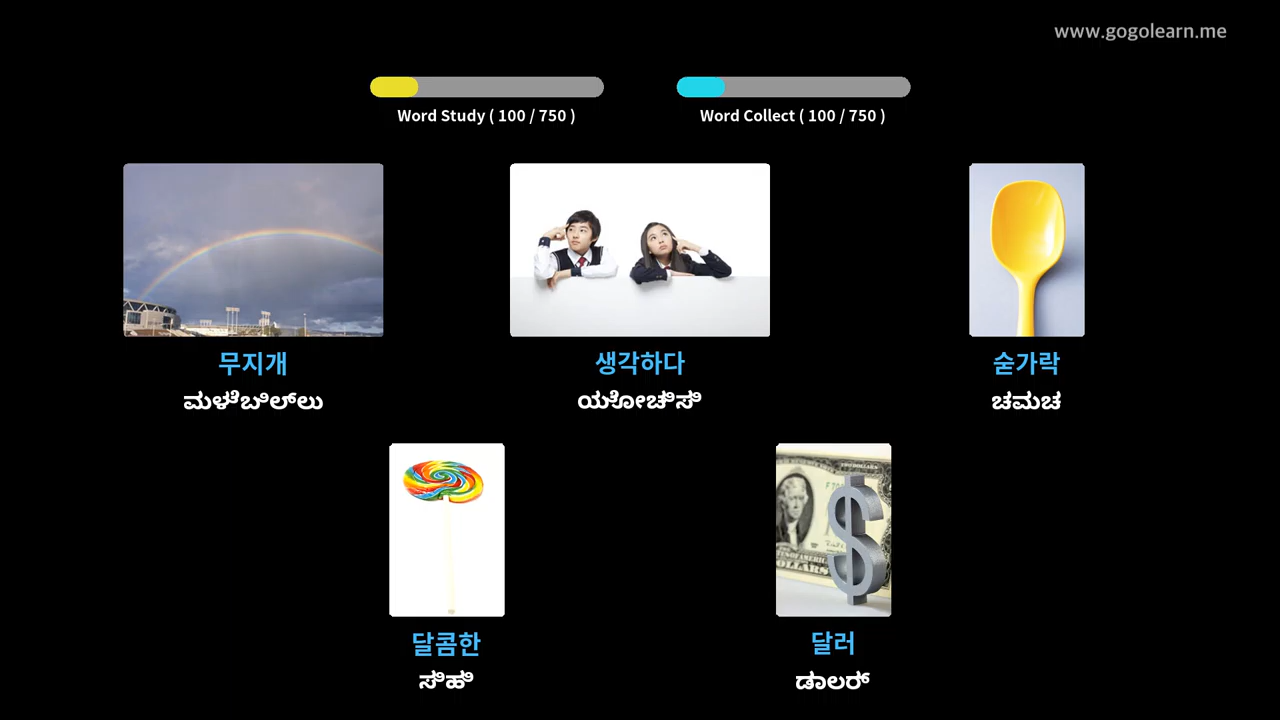 www.gogolearn.me
Word Study ( 100 / 750 )
Word Collect ( 100 / 750 )
무지개
ಮಳೆಬಿಲ್ಲು
생각하다
ಯೋಚಿಸಿ
숟가락
ಚಮಚ
달콤한
ಸಿಹಿ
달러
ಡಾಲರ್